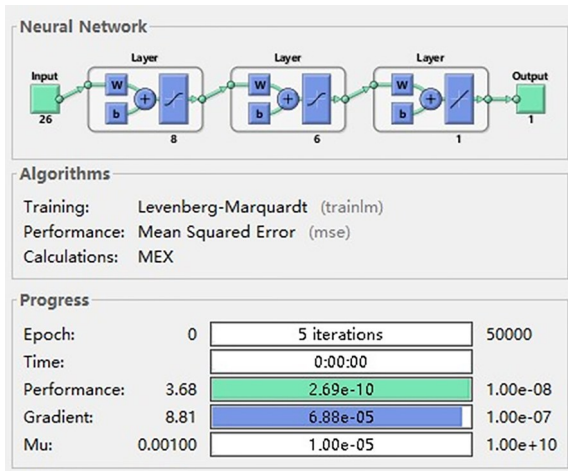 Neural Network
Layer Layer Layer
Input Output
W W W
b b b
+ + +
26 8 6 1 1
Algorithms
Training: Levenberg-Marquardt (trainlm)
Performance: Mean Squared Error (mse)
Calculations: MEX
Progress
Epoch: 0 5 iterations 50000
Time: 0:00:00
Performance: 3.68 2.69e-10 1.00e-08
Gradient: 8.81 6.88e-05 1.00e-07
Mu: 0.00100 1.00e-05 1.00e+10